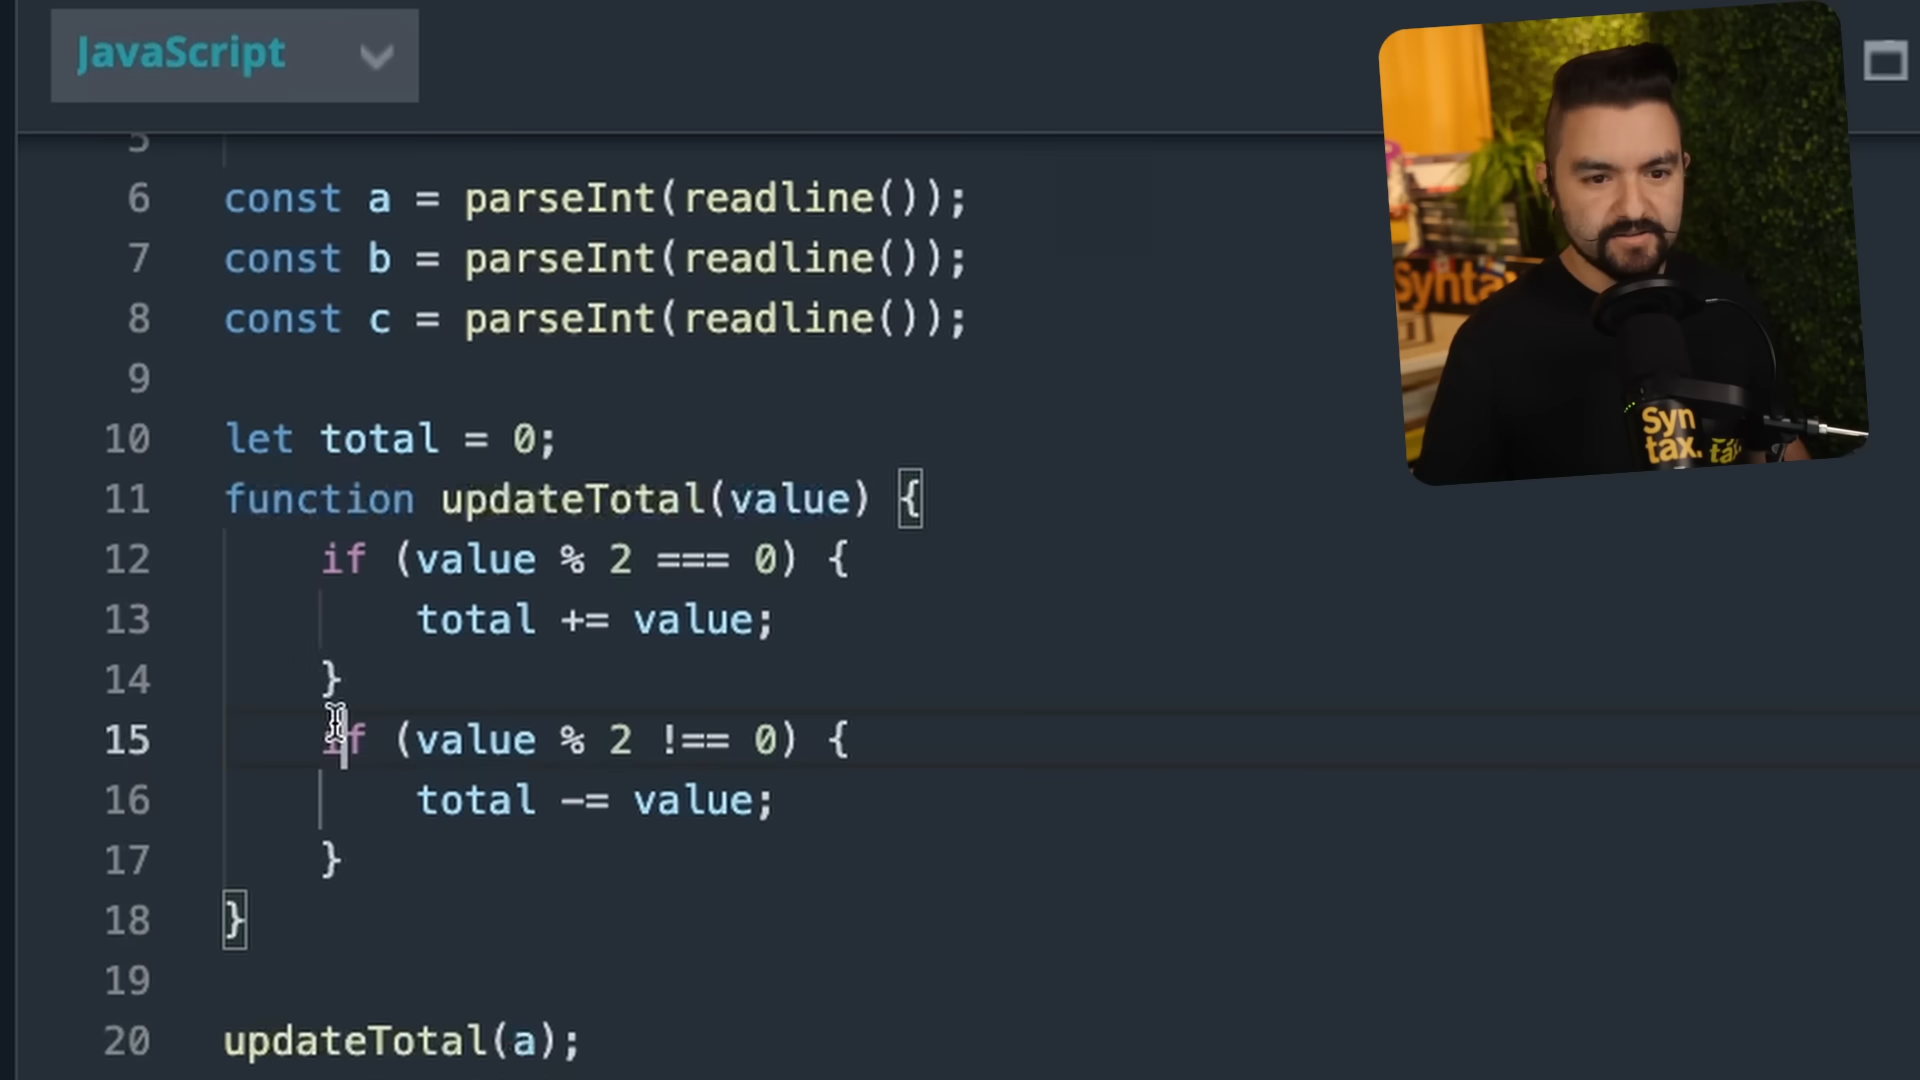 JavaScript
5
6 const a = parseInt(readline());
7 const b = parseInt(readline());
8 const c = parseInt(readline());
9
10 let total = 0;
11 function updateTotal(value) {
12 if (value % 2 === 0) {
13 total += value;
14 }
15 if (value % 2 !== 0) {
16 total -= value;
17 }
18 }
19
20 updateTotal(a);
Synta
Syn
tax.